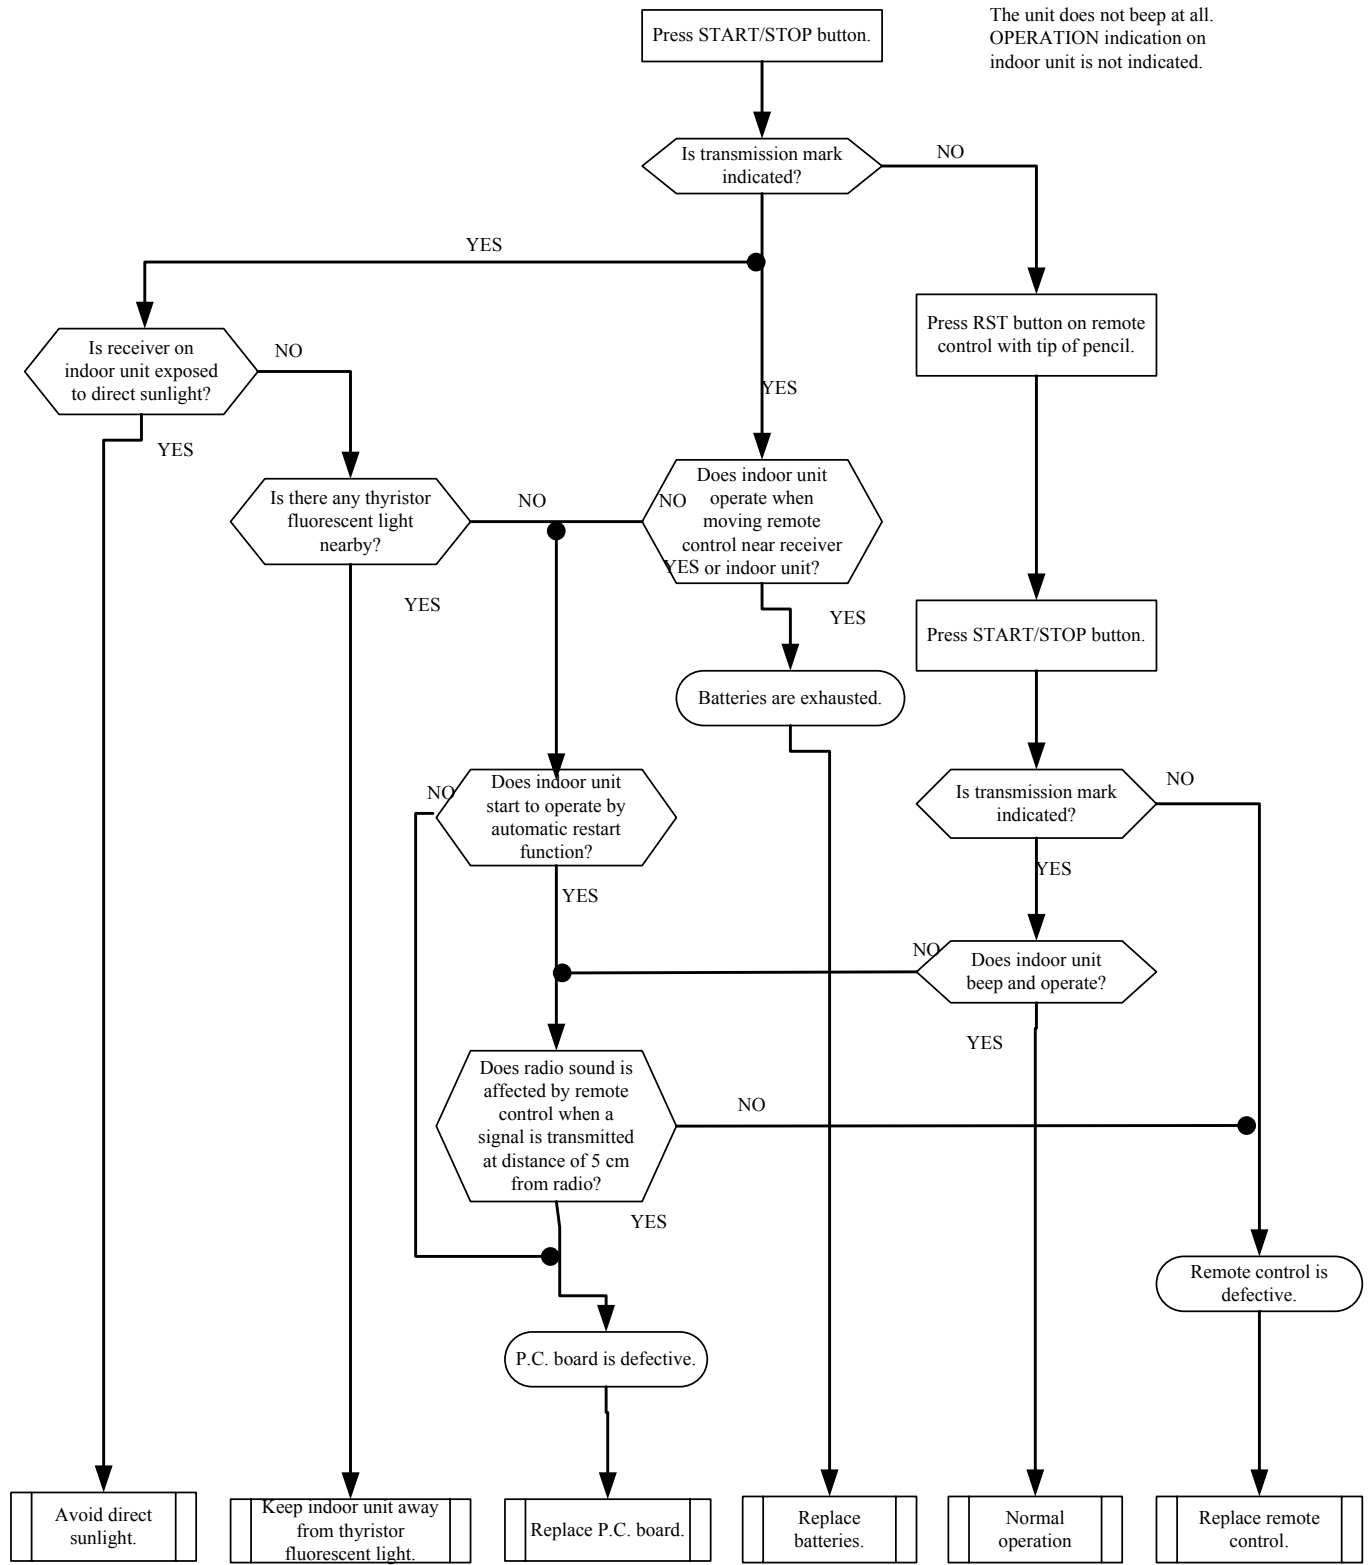 Press START/STOP button.
The unit does not beep at all.
OPERATION indication on
indoor unit is not indicated.
Is transmission mark
indicated?
NO
YES
Press RST button on remote
control with tip of pencil.
Is receiver on
indoor unit exposed
to direct sunlight?
NO
YES
YES
Is there any thyristor
fluorescent light
nearby?
NO
YES
Does indoor unit
operate when
moving remote
control near receiver
or indoor unit?
NO
YES
YES
Press START/STOP button.
Batteries are exhausted.
Does indoor unit
start to operate by
automatic restart
function?
NO
YES
Is transmission mark
indicated?
NO
YES
Does indoor unit
beep and operate?
NO
YES
Does radio sound is
affected by remote
control when a
signal is transmitted
at distance of 5 cm
from radio?
NO
YES
Remote control is
defective.
P.C. board is defective.
Avoid direct
sunlight.
Keep indoor unit away
from thyristor
fluorescent light.
Replace P.C. board.
Replace
batteries.
Normal
operation
Replace remote
control.